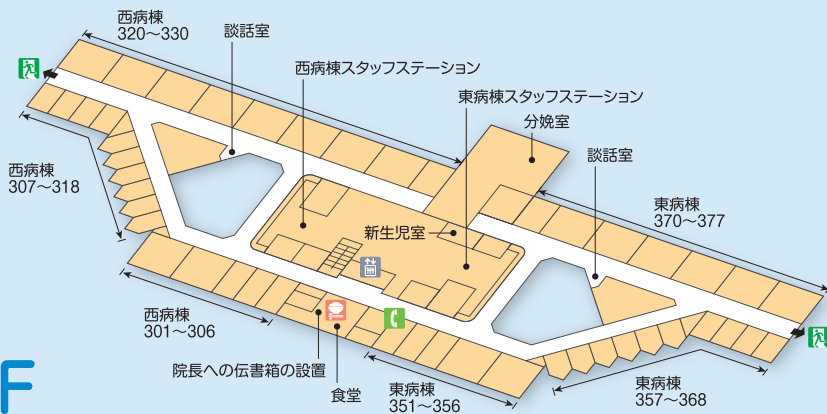 西病棟
320〜330
談話室
西病棟スタッフステーション
東病棟スタッフステーション
分娩室
談話室
西病棟
307〜318
東病棟
370〜377
新生児室
西病棟
301〜306
院長への伝書箱の設置
食堂
東病棟
351〜356
東病棟
357〜368
F